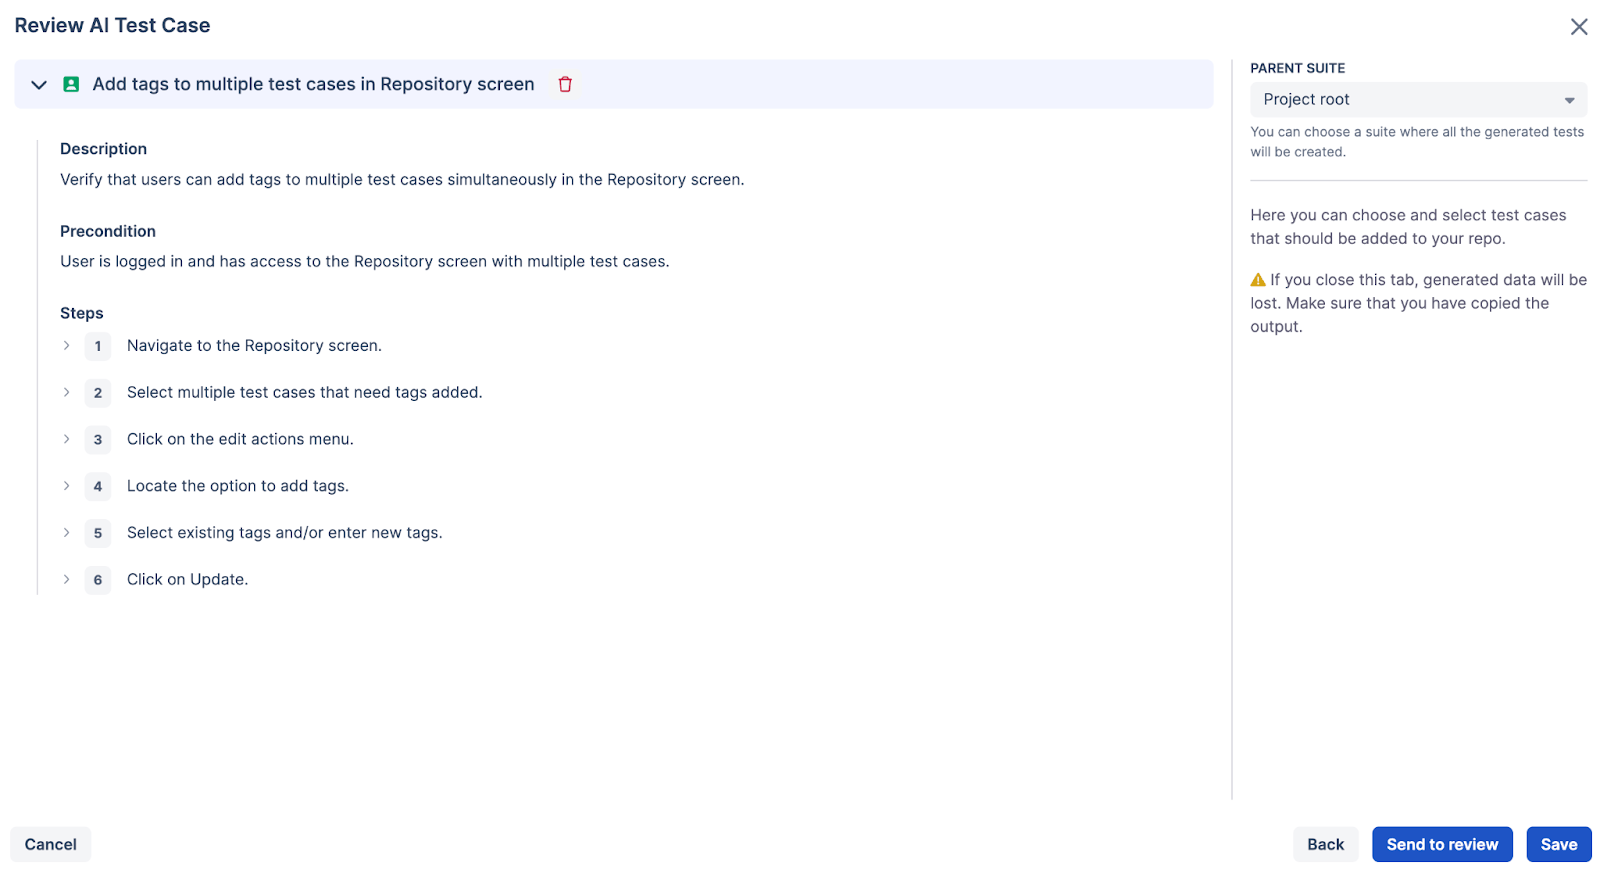 Review AI Test Case
Add tags to multiple test cases in Repository screen
Description
Verify that users can add tags to multiple test cases simultaneously in the Repository screen.
Precondition
User is logged in and has access to the Repository screen with multiple test cases.
Steps
1 Navigate to the Repository screen.
2 Select multiple test cases that need tags added.
3 Click on the edit actions menu.
4 Locate the option to add tags.
5 Select existing tags and/or enter new tags.
6 Click on Update.
PARENT SUITE
Project root
You can choose a suite where all the generated tests
will be created.
Here you can choose and select test cases
that should be added to your repo.
If you close this tab, generated data will be
lost. Make sure that you have copied the
output.
Cancel
Back
Send to review
Save